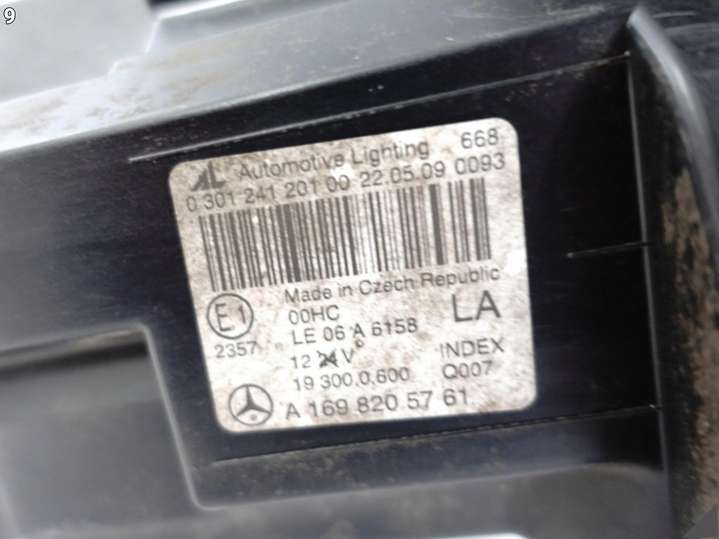 9
AL Automotive Lighting 668
0 301 241 201 00 22.05.09 0093
Made in Czech Republic
E1 00HC LA
2357 LE 06 A 6158
12 24 V INDEX
19 300.0.600 Q007
A 169 820 57 61